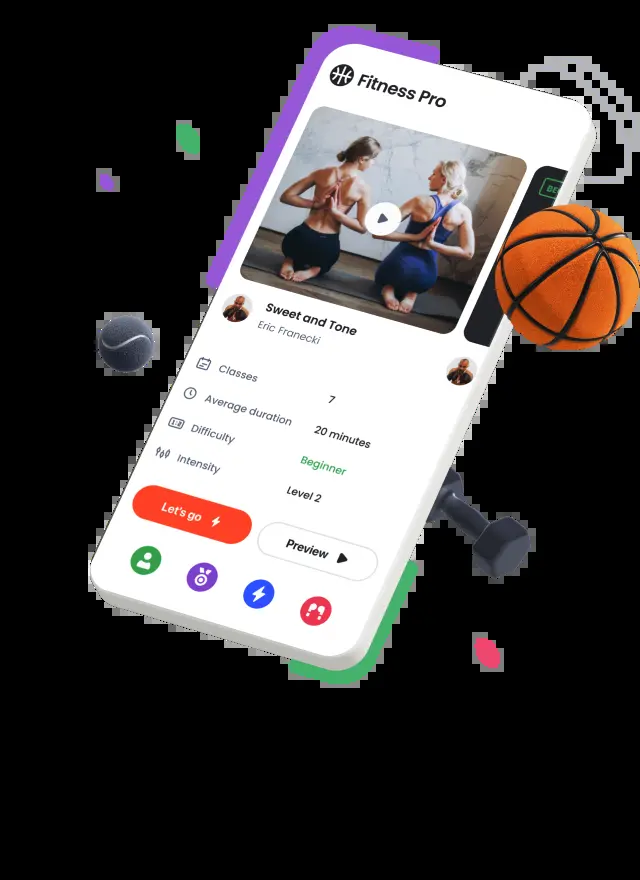 Fitness Pro
Sweet and Tone
Eric Franecki
Classes 7
Average duration 20 minutes
Difficulty Beginner
Intensity Level 2
Let's go
Preview